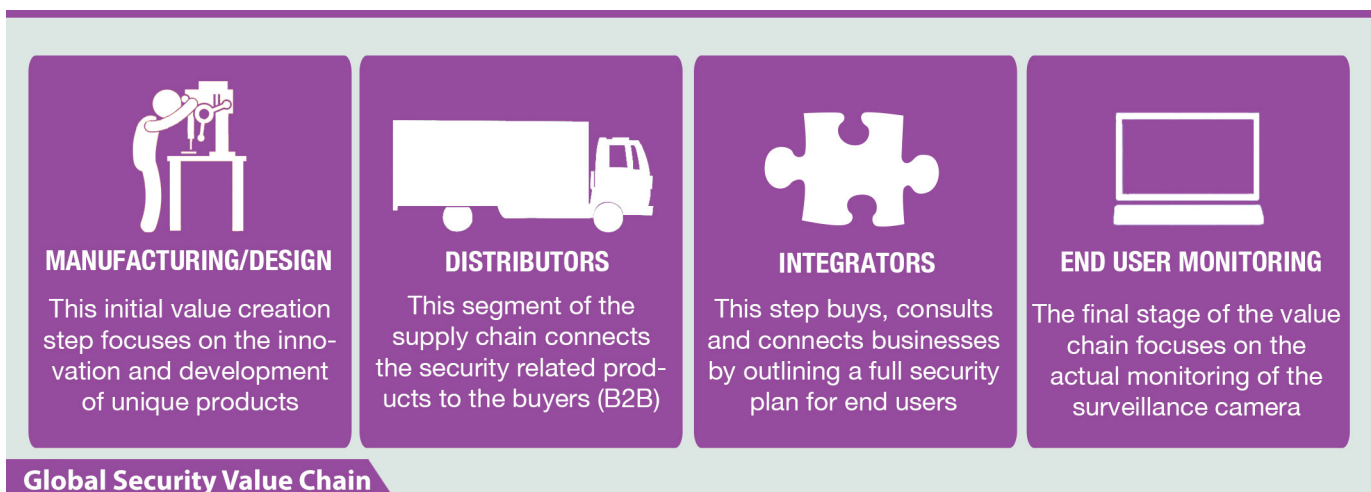 MANUFACTURING/DESIGN
This initial value creation
step focuses on the inno-
vation and development
of unique products
DISTRIBUTORS
This segment of the
supply chain connects
the security related prod-
ucts to the buyers (B2B)
INTEGRATORS
This step buys, consults
and connects businesses
by outlining a full security
plan for end users
END USER MONITORING
The final stage of the value
chain focuses on the
actual monitoring of the
surveillance camera
Global Security Value Chain